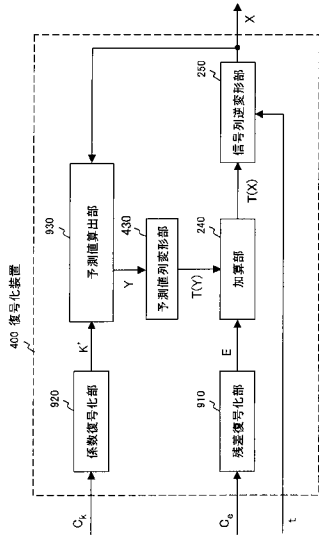 400 復号化装置
C_k
920
係数復号化部
K'
930
予測値算出部
Y
430
予測値列変形部
T(Y)
C_e
910
残差復号化部
E
240
加算部
T(X)
250
信号列逆変形部
X
t